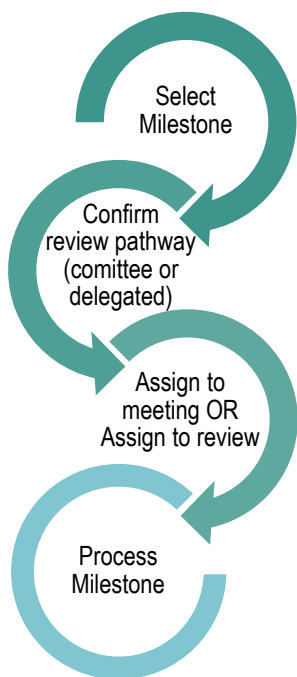 Select
Milestone
Confirm
review pathway
(comittee or
delegated)
Assign to
meeting OR
Assign to review
Process
Milestone